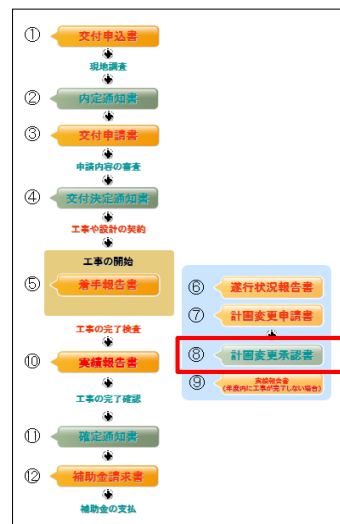 ① 交付申込書
現地調査
② 内定通知書
③ 交付申請書
申請内容の審査
④ 交付決定通知書
工事や設計の契約
工事の開始
⑤ 着手報告書
工事の完了検査
⑩ 実績報告書
工事の完了確認
⑪ 確定通知書
⑫ 補助金請求書
補助金の支払
⑥ 遂行状況報告書
⑦ 計画変更申請書
⑧ 計画変更承認書
⑨ 実績報告書
(年度内に工事が完了しない場合)